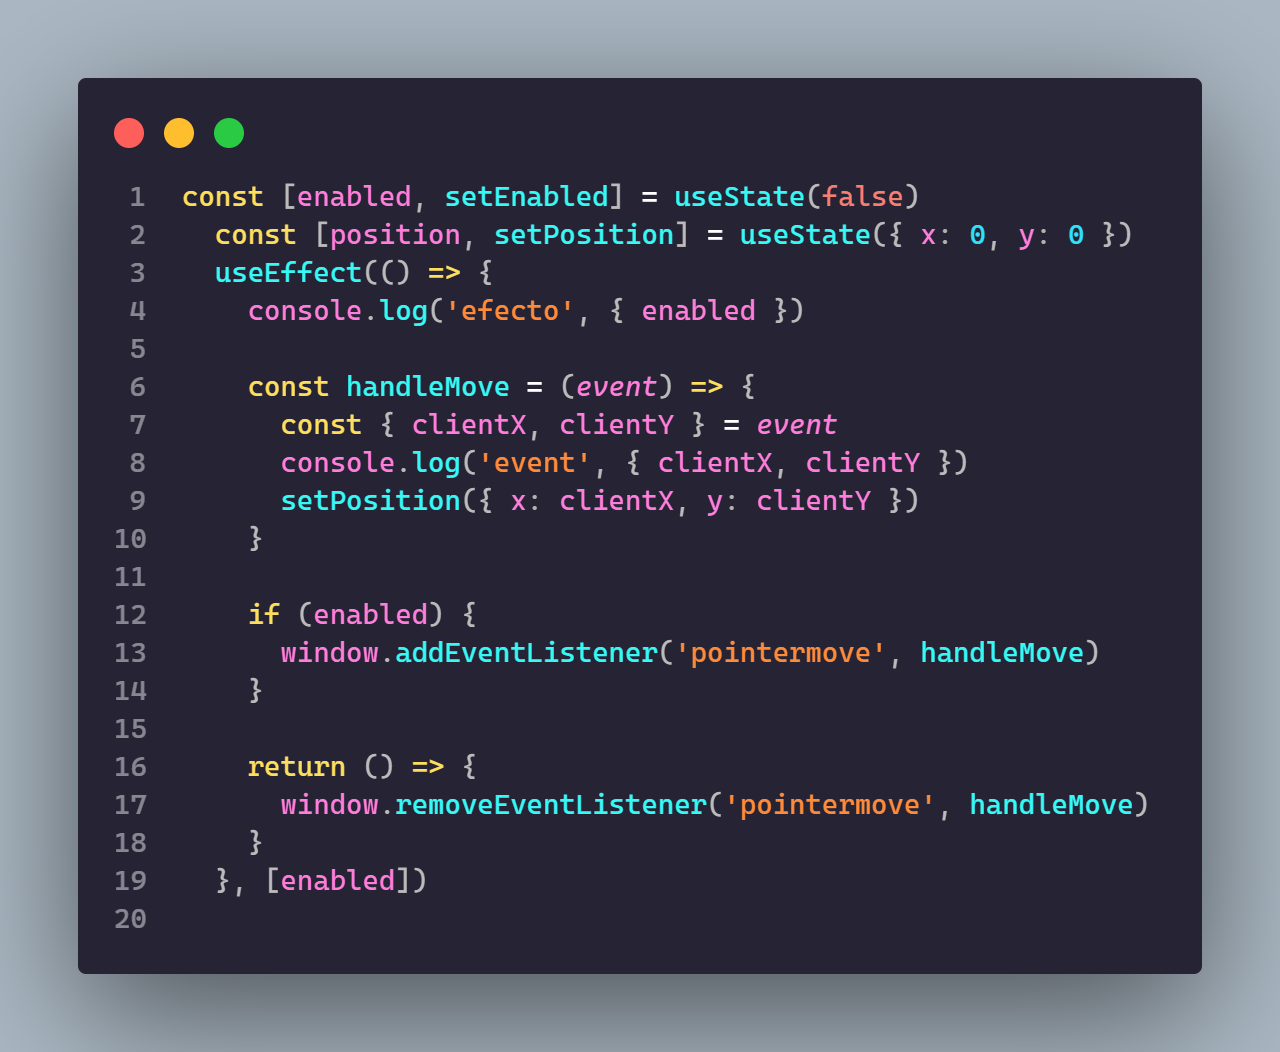 1 const [enabled, setEnabled] = useState(false)
2   const [position, setPosition] = useState({ x: 0, y: 0 })
3   useEffect(() => {
4     console.log('efecto', { enabled })
5
6     const handleMove = (event) => {
7       const { clientX, clientY } = event
8       console.log('event', { clientX, clientY })
9       setPosition({ x: clientX, y: clientY })
10     }
11
12     if (enabled) {
13       window.addEventListener('pointermove', handleMove)
14     }
15
16     return () => {
17       window.removeEventListener('pointermove', handleMove)
18     }
19   }, [enabled])
20